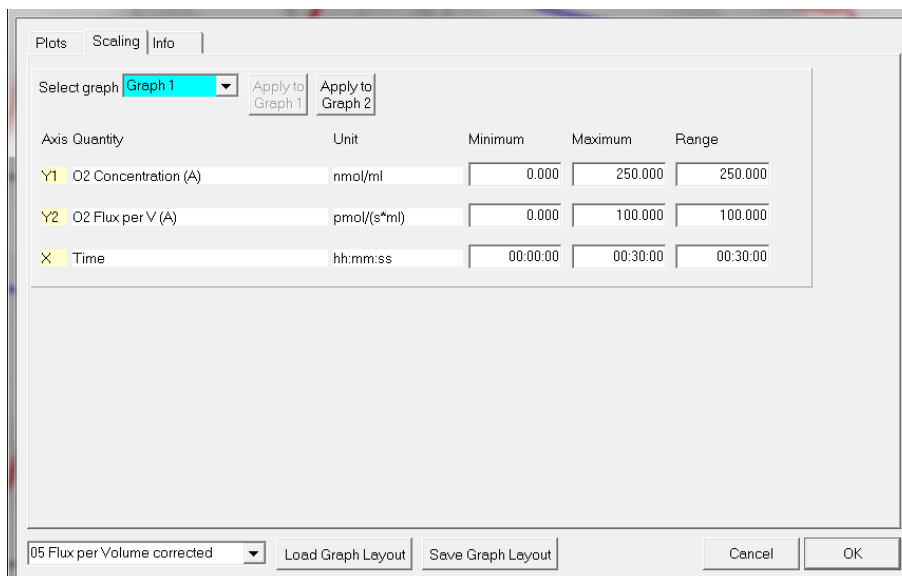 Plots Scaling Info
Select graph Graph 1 Apply to Graph 1 Apply to Graph 2
Axis Quantity Unit Minimum Maximum Range
Y1 O2 Concentration (A) nmol/ml 0.000 250.000 250.000
Y2 O2 Flux per V (A) pmol/(s*ml) 0.000 100.000 100.000
X Time hh:mm:ss 00:00:00 00:30:00 00:30:00
05 Flux per Volume corrected Load Graph Layout Save Graph Layout Cancel OK